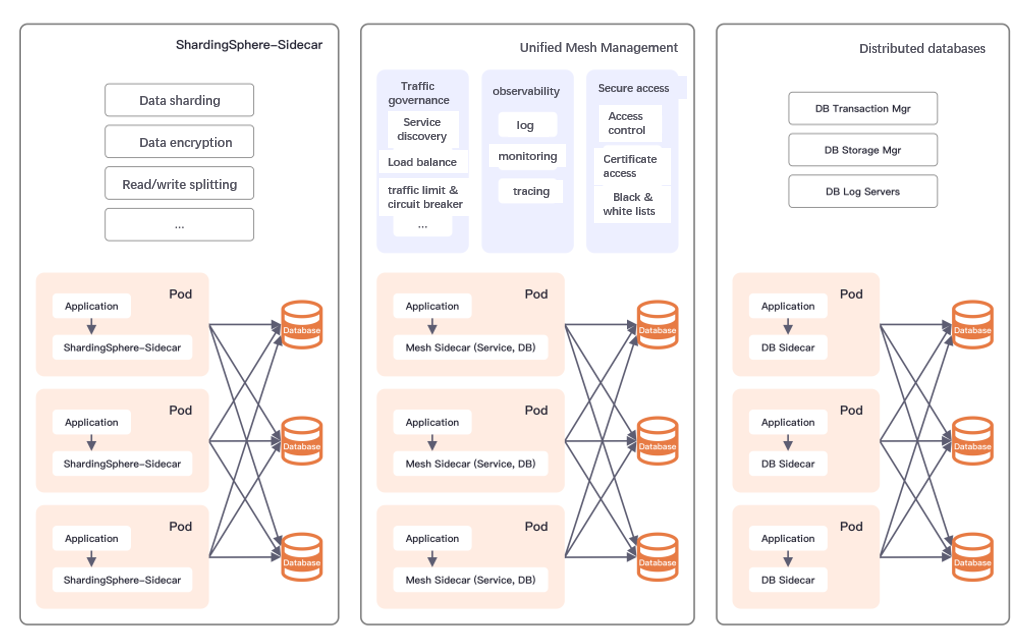 ShardingSphere-Sidecar
Data sharding
Data encryption
Read/write splitting
...
Pod
Application
ShardingSphere-Sidecar
Database
Pod
Application
ShardingSphere-Sidecar
Database
Pod
Application
ShardingSphere-Sidecar
Database
Unified Mesh Management
Traffic
governance
Service
discovery
Load balance
traffic limit &
circuit breaker
...
observability
log
monitoring
tracing
Secure access
Access
control
Certificate
access
Black &
white lists
Pod
Application
Mesh Sidecar (Service, DB)
Database
Pod
Application
Mesh Sidecar (Service, DB)
Database
Pod
Application
Mesh Sidecar (Service, DB)
Database
Distributed databases
DB Transaction Mgr
DB Storage Mgr
DB Log Servers
Pod
Application
DB Sidecar
Database
Pod
Application
DB Sidecar
Database
Pod
Application
DB Sidecar
Database